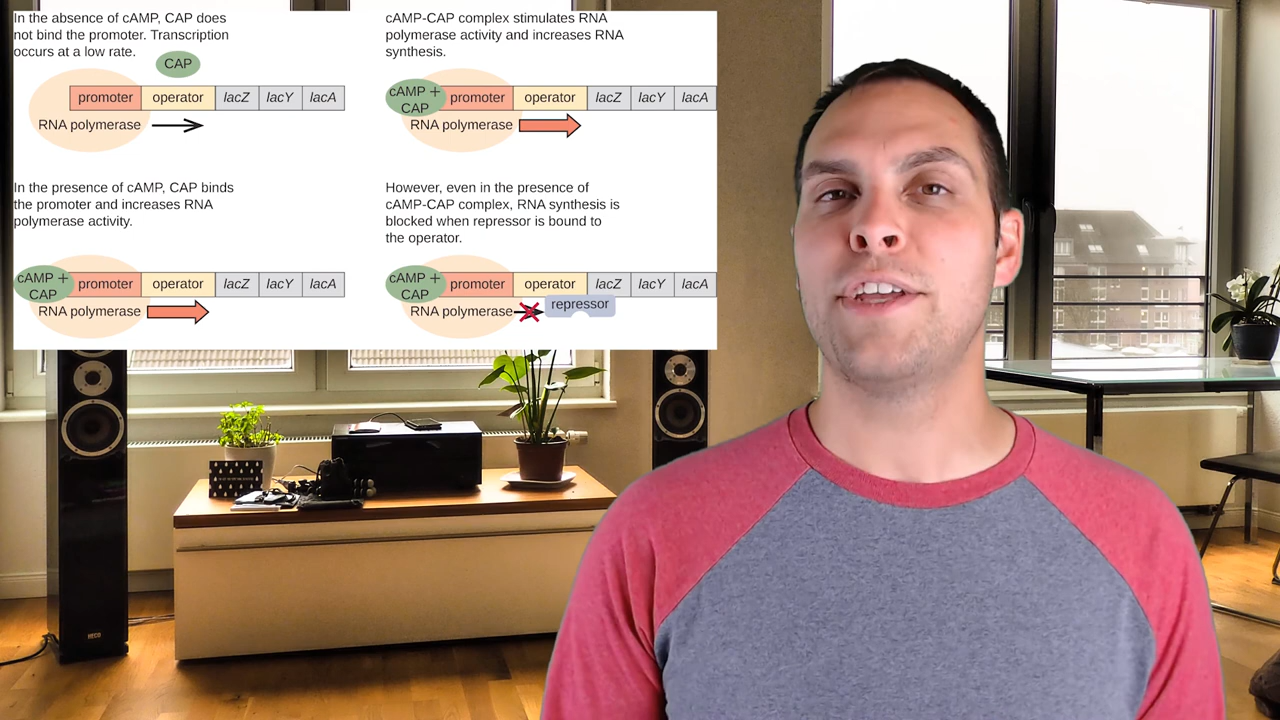 In the absence of cAMP, CAP does
not bind the promoter. Transcription
occurs at a low rate.
CAP
promoter operator lacZ lacY lacA
RNA polymerase
cAMP-CAP complex stimulates RNA
polymerase activity and increases RNA
synthesis.
cAMP +
CAP
promoter operator lacZ lacY lacA
RNA polymerase
In the presence of cAMP, CAP binds
the promoter and increases RNA
polymerase activity.
cAMP +
CAP
promoter operator lacZ lacY lacA
RNA polymerase
However, even in the presence of
cAMP-CAP complex, RNA synthesis is
blocked when repressor is bound to
the operator.
cAMP +
CAP
promoter operator lacZ lacY lacA
RNA polymerase
repressor
HECO